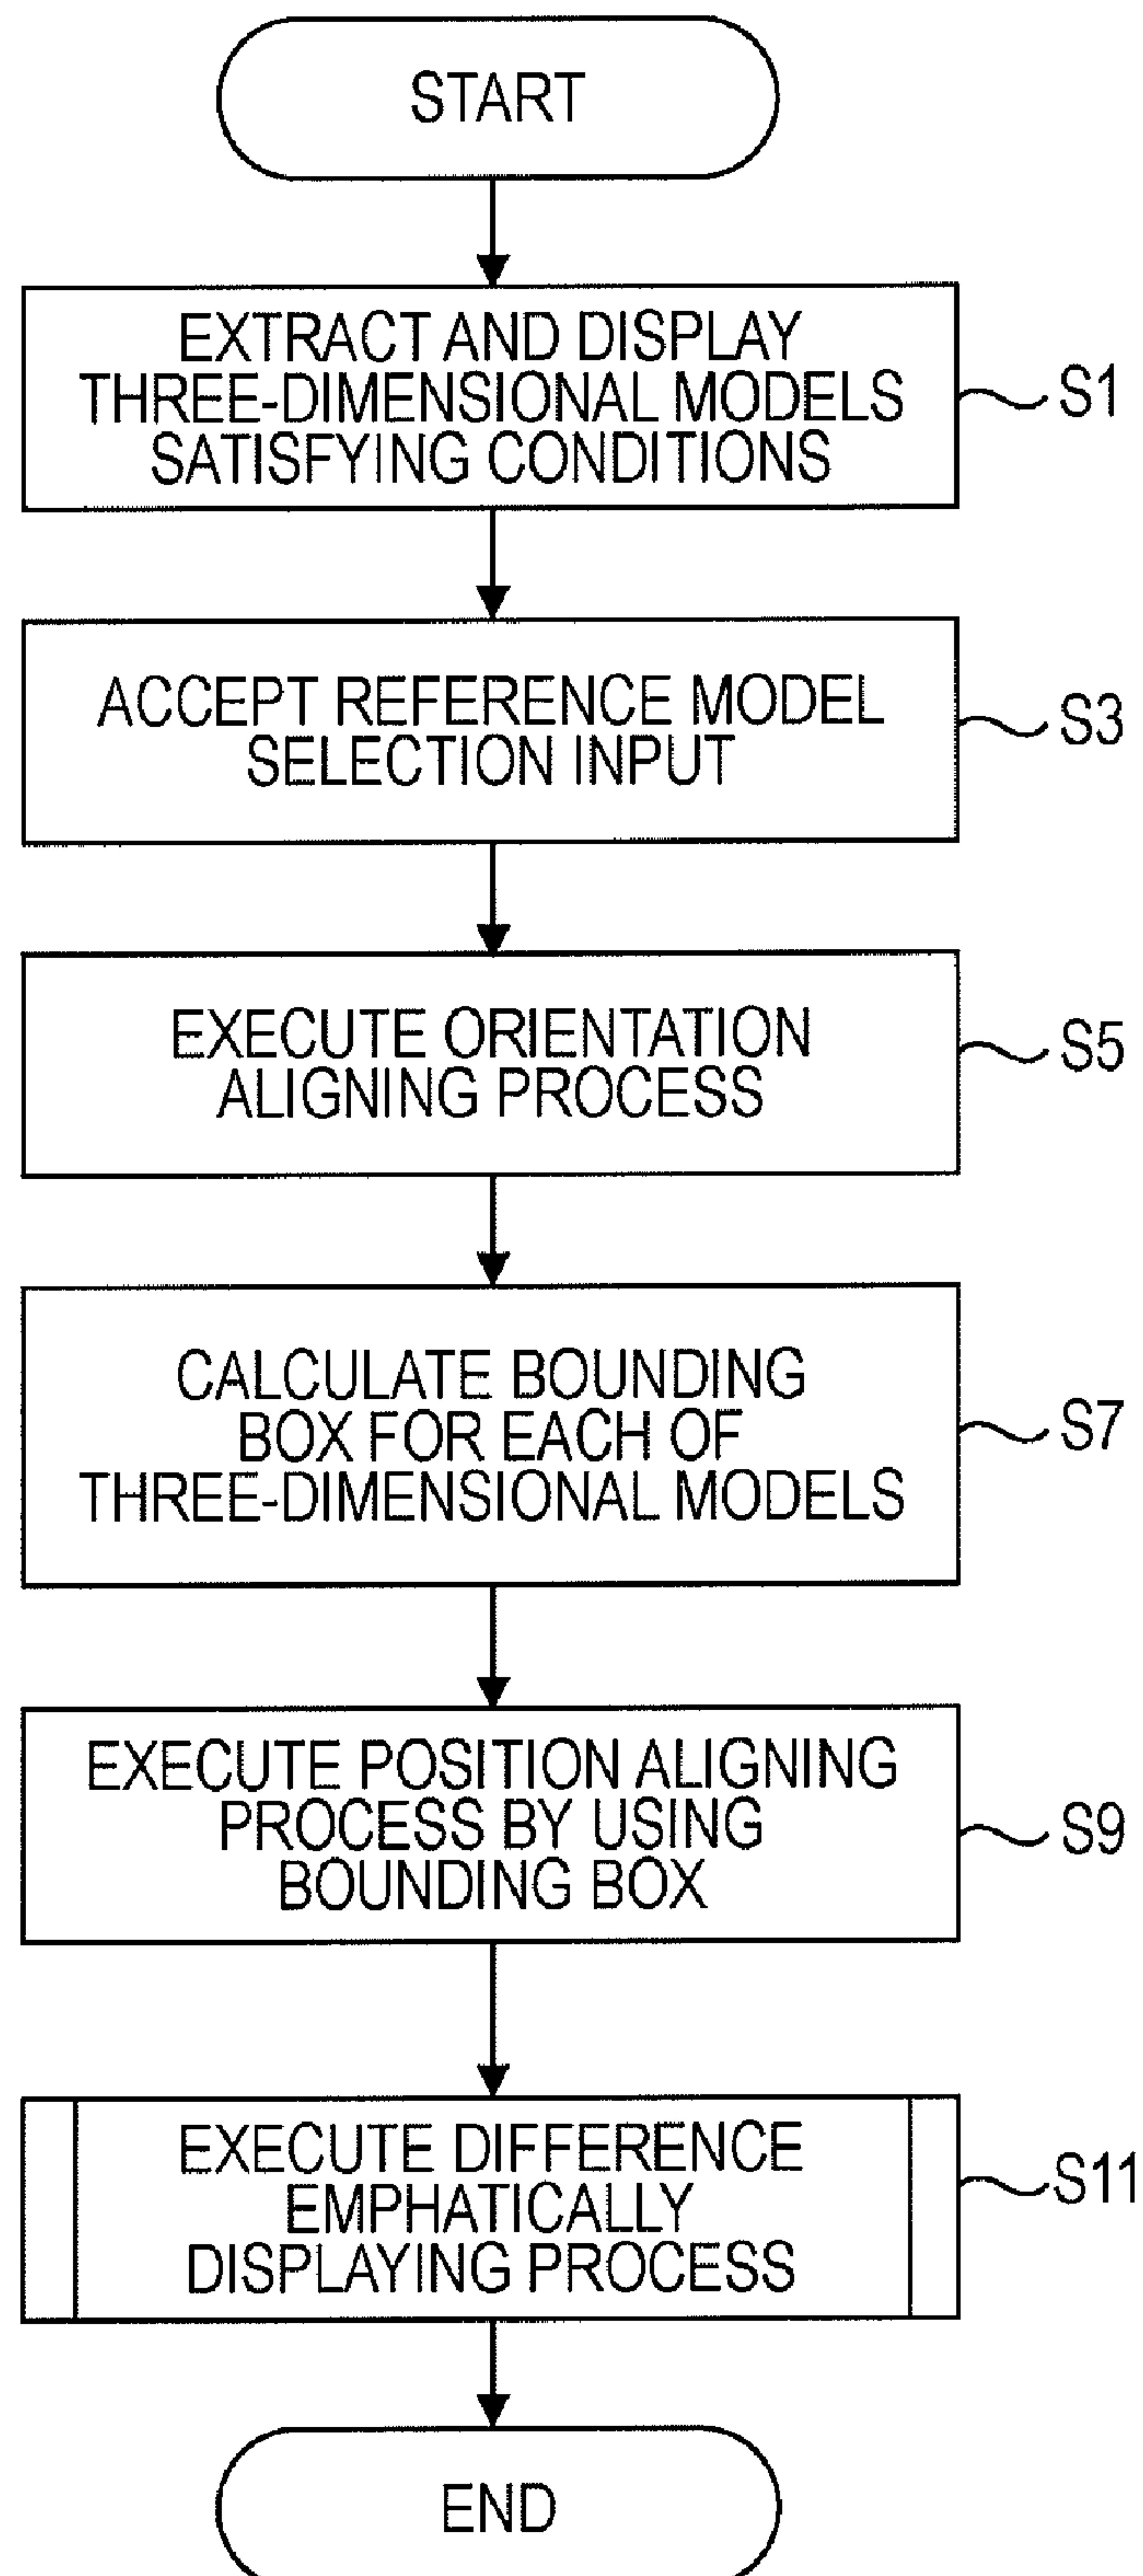 START
EXTRACT AND DISPLAY
THREE-DIMENSIONAL MODELS
SATISFYING CONDITIONS
S1
ACCEPT REFERENCE MODEL
SELECTION INPUT
S3
EXECUTE ORIENTATION
ALIGNING PROCESS
S5
CALCULATE BOUNDING
BOX FOR EACH OF
THREE-DIMENSIONAL MODELS
S7
EXECUTE POSITION ALIGNING
PROCESS BY USING
BOUNDING BOX
S9
EXECUTE DIFFERENCE
EMPHATICALLY
DISPLAYING PROCESS
S11
END